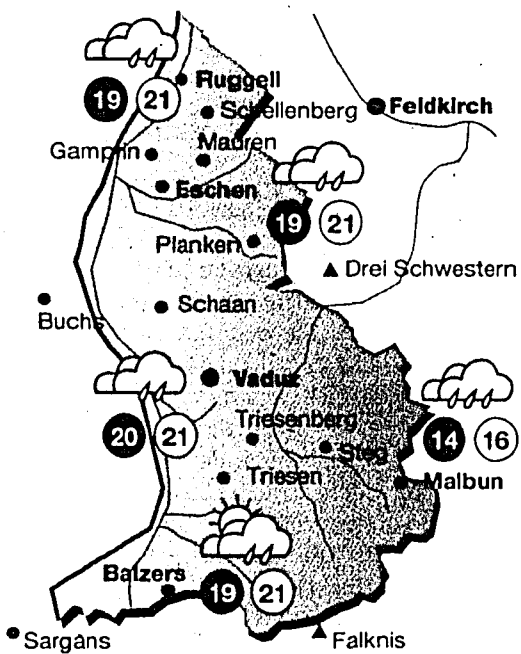 Ruggell
19 21
Schellenberg
Feldkirch
Mauren
Gamprin
Eschen
19 21
Planken
Drei Schwestern
Schaan
Buchs
Vaduz
Triesenberg
20 21
14 16
Steg
Triesen
Malbun
Balzers
19 21
Sargans
Falknis